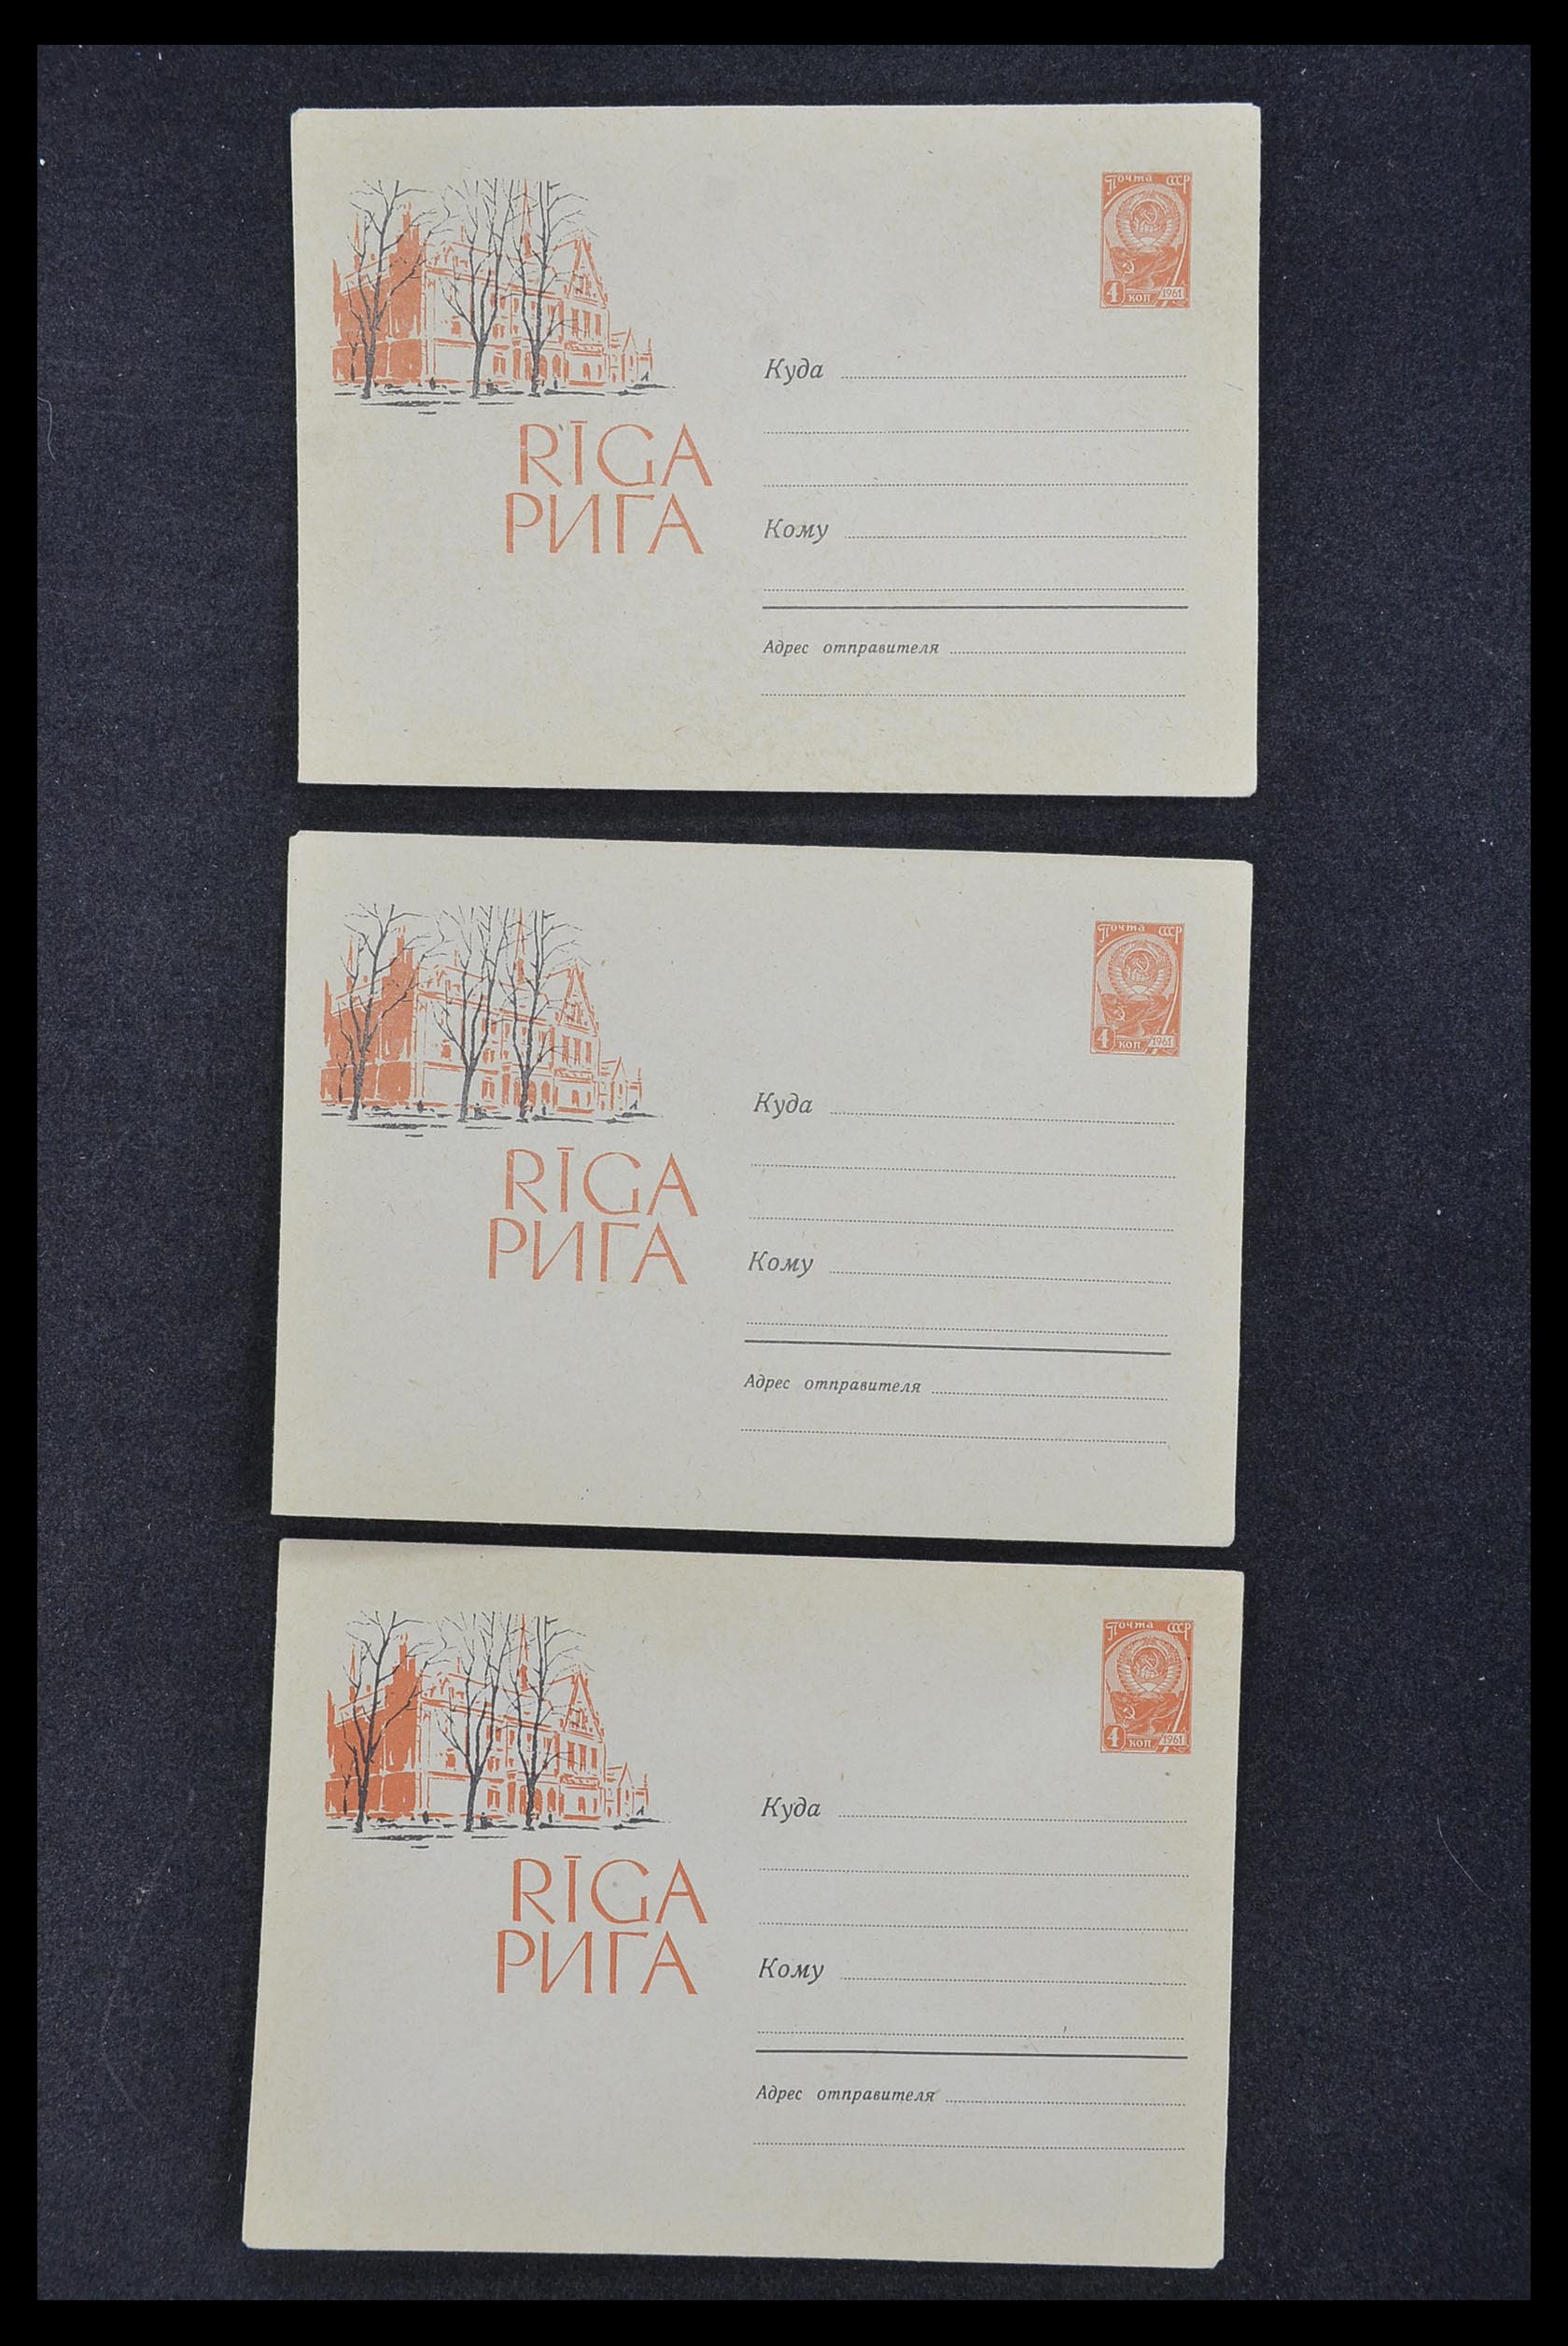 Почта СССР
4 коп 1961
Куда
RĪGA
РИГА
Кому
Адрес отправителя
Почта СССР
4 коп 1961
Куда
RĪGA
РИГА
Кому
Адрес отправителя
Почта СССР
4 коп 1961
Куда
RĪGA
РИГА
Кому
Адрес отправителя